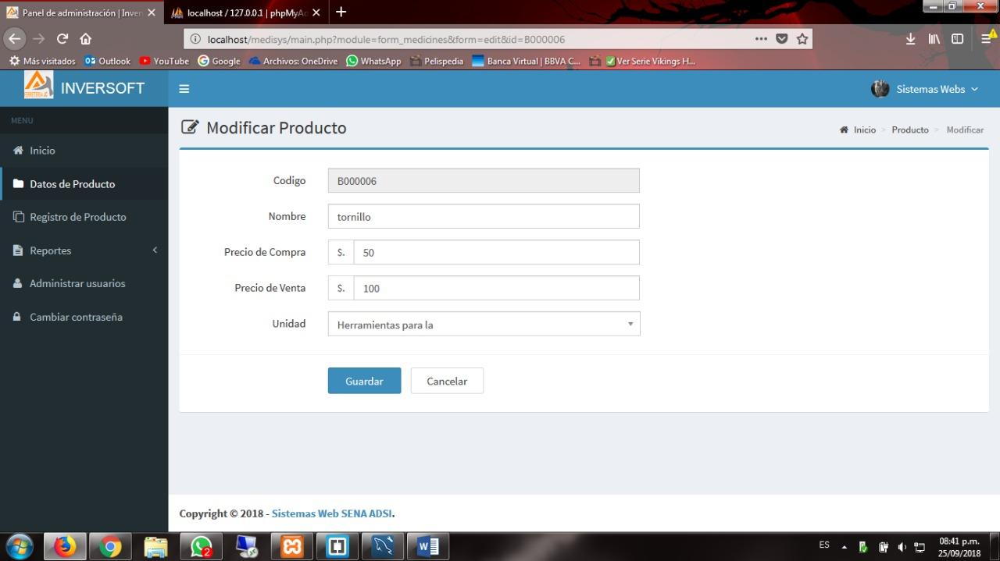 Panel de administración | Inver
localhost / 127.0.0.1 | phpMyAd
localhost/medisys/main.php?module=form_medicines&form=edit&id=B000006
Más visitados Outlook YouTube Google Archivos: OneDrive WhatsApp Pelispedia Banca Virtual | BBVA C... Ver Serie Vikings H...
FERRETERIA JC
INVERSOFT
Sistemas Webs
MENU
Inicio
Datos de Producto
Registro de Producto
Reportes
Administrar usuarios
Cambiar contraseña
Modificar Producto
Inicio > Producto > Modificar
Codigo B000006
Nombre tornillo
Precio de Compra $. 50
Precio de Venta $. 100
Unidad Herramientas para la
Guardar Cancelar
Copyright © 2018 - Sistemas Web SENA ADSI.
2
ES
08:41 p.m.
25/09/2018